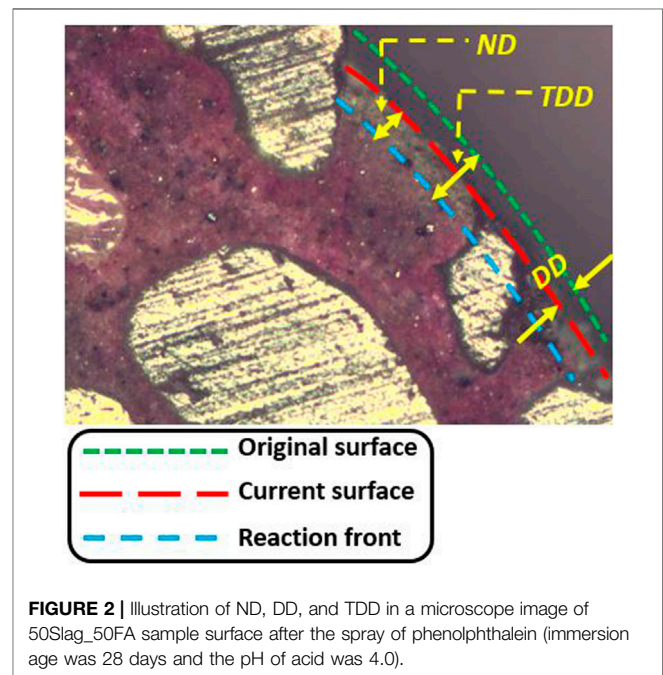 ND
TDD
DD
Original surface
Current surface
Reaction front
FIGURE 2 | Illustration of ND, DD, and TDD in a microscope image of
50Slag_50FA sample surface after the spray of phenolphthalein (immersion
age was 28 days and the pH of acid was 4.0).